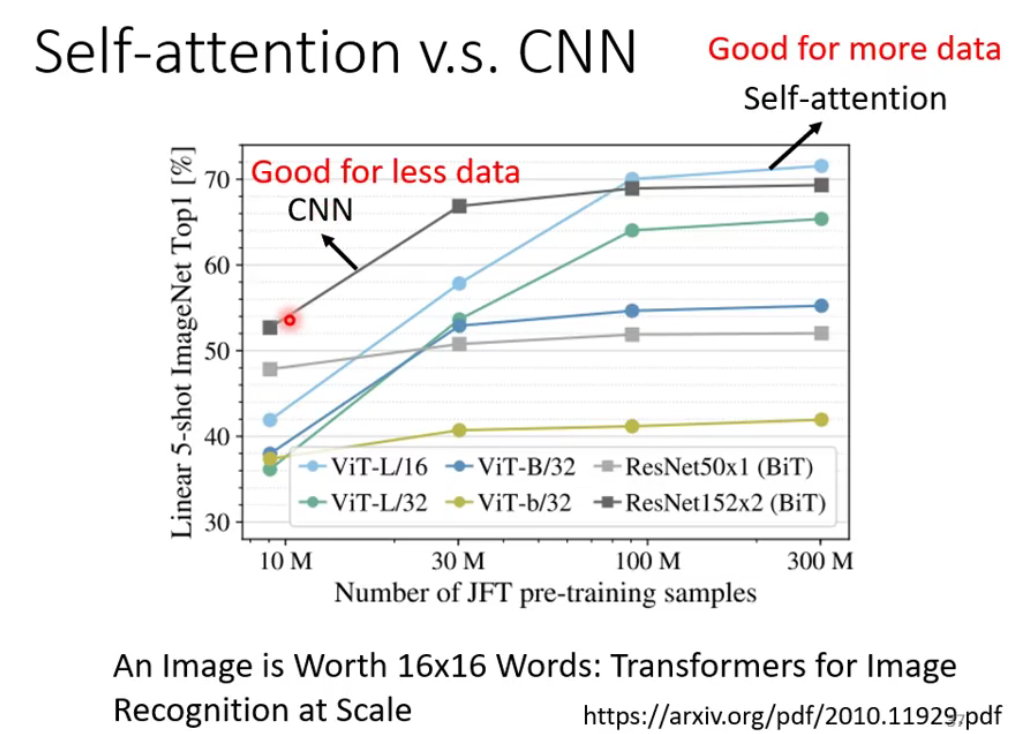 Self-attention v.s. CNN
Good for more data
Self-attention
Good for less data
CNN
Linear 5-shot ImageNet Top1 [%]
70
60
50
40
30
ViT-L/16 ViT-B/32 ResNet50x1 (BiT)
ViT-L/32 ViT-b/32 ResNet152x2 (BiT)
10 M 30 M 100 M 300 M
Number of JFT pre-training samples
An Image is Worth 16x16 Words: Transformers for Image
Recognition at Scale
https://arxiv.org/pdf/2010.11929.pdf
37